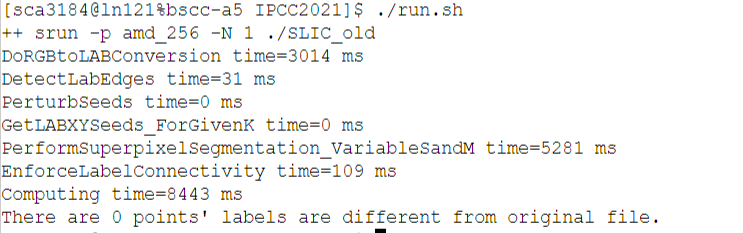 [sca3184@ln121%bscc-a5 IPCC2021]$ ./run.sh
++ srun -p amd_256 -N 1 ./SLIC_old
DoRGBtoLABConversion time=3014 ms
DetectLabEdges time=31 ms
PerturbSeeds time=0 ms
GetLABXYSeeds_ForGivenK time=0 ms
PerformSuperpixelSegmentation_VariableSandM time=5281 ms
EnforceLabelConnectivity time=109 ms
Computing time=8443 ms
There are 0 points' labels are different from original file.